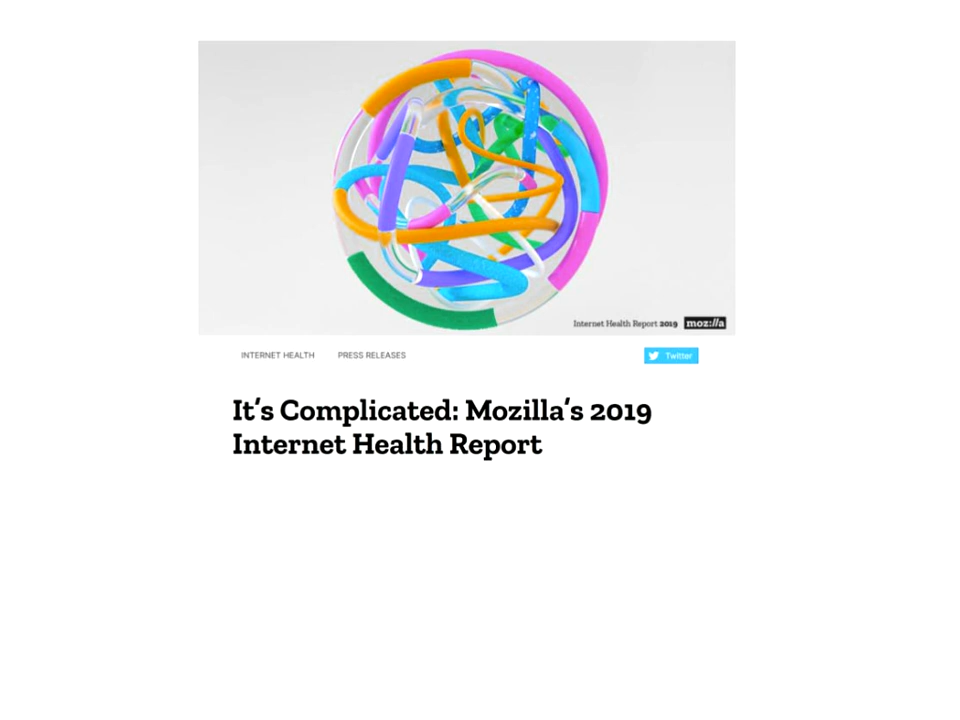 Internet Health Report 2019 moz://a
INTERNET HEALTH PRESS RELEASES Twitter
It's Complicated: Mozilla's 2019
Internet Health Report